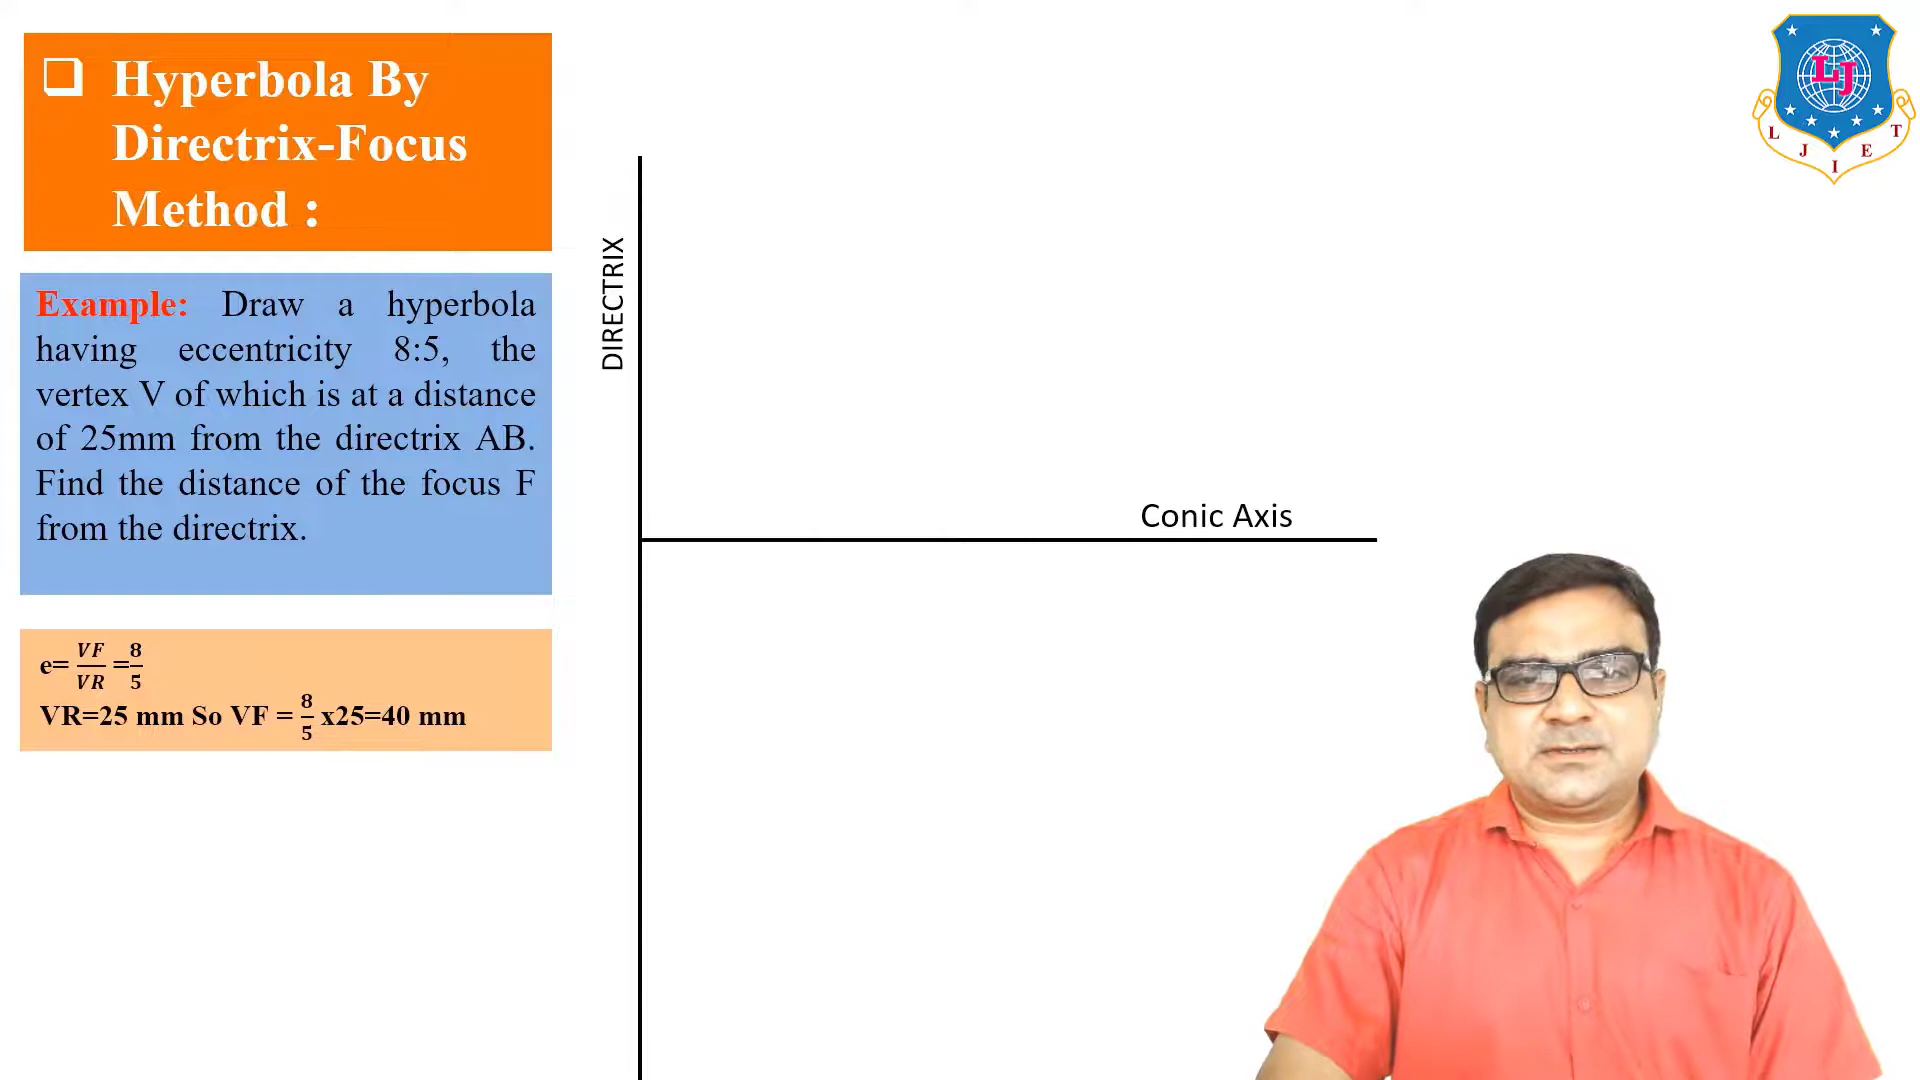 ❑ Hyperbola By
Directrix-Focus
Method :
Example: Draw a hyperbola
having eccentricity 8:5, the
vertex V of which is at a distance
of 25mm from the directrix AB.
Find the distance of the focus F
from the directrix.
e= VF/VR =8/5
VR=25 mm So VF = 8/5 x25=40 mm
DIRECTRIX
Conic Axis
LJ
L J I E T